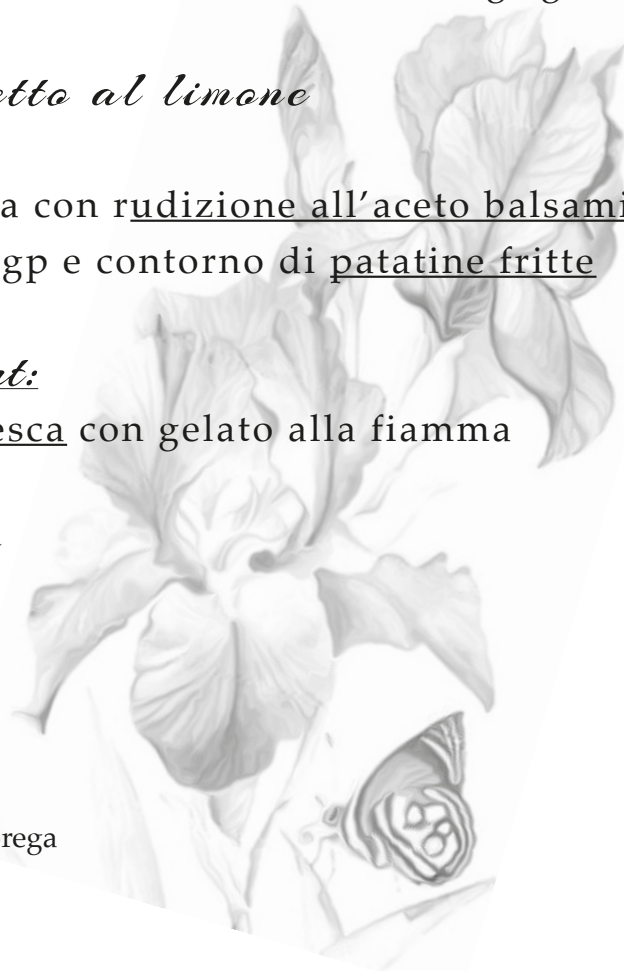 etto al limone
a con rudizione all’aceto balsami
gp e contorno di patatine fritte
t:
esca con gelato alla fiamma
rega